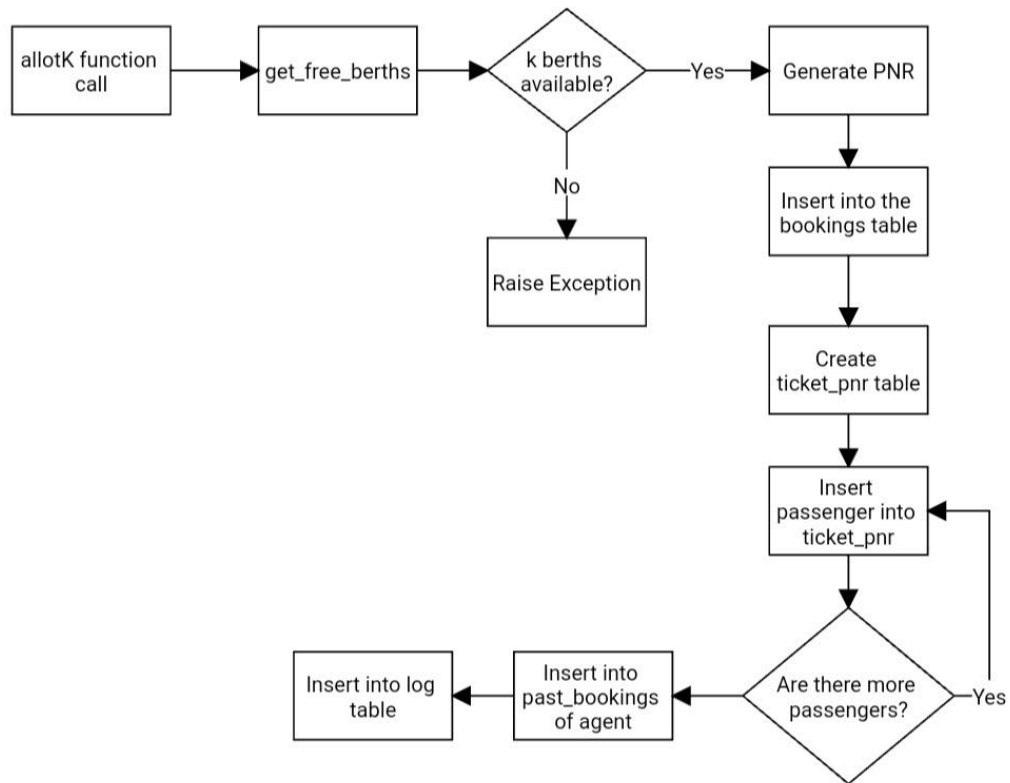 allotK function
call
get_free_berths
k berths
available?
Yes
Generate PNR
No
Raise Exception
Insert into the
bookings table
Create
ticket_pnr table
Insert
passenger into
ticket_pnr
Are there more
passengers?
Yes
Insert into
past_bookings
of agent
Insert into log
table